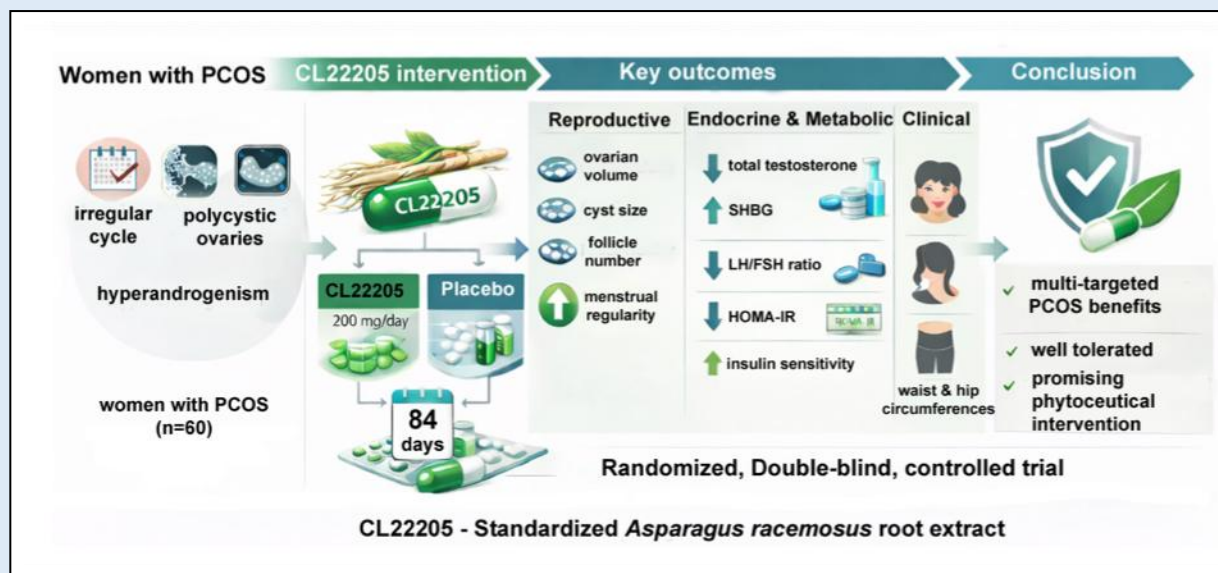 Women with PCOS
CL22205 intervention
Key outcomes
Conclusion
irregular
cycle
polycystic
ovaries
hyperandrogenism
women with PCOS
(n=60)
CL22205
CL22205
200 mg/day
Placebo
84
days
Reproductive
ovarian
volume
cyst size
follicle
number
menstrual
regularity
Endocrine & Metabolic
total testosterone
SHBG
LH/FSH ratio
HOMA-IR
insulin sensitivity
Clinical
waist & hip
circumferences
multi-targeted
PCOS benefits
well tolerated
promising
phytoceutical
intervention
Randomized, Double-blind, controlled trial
CL22205 - Standardized Asparagus racemosus root extract